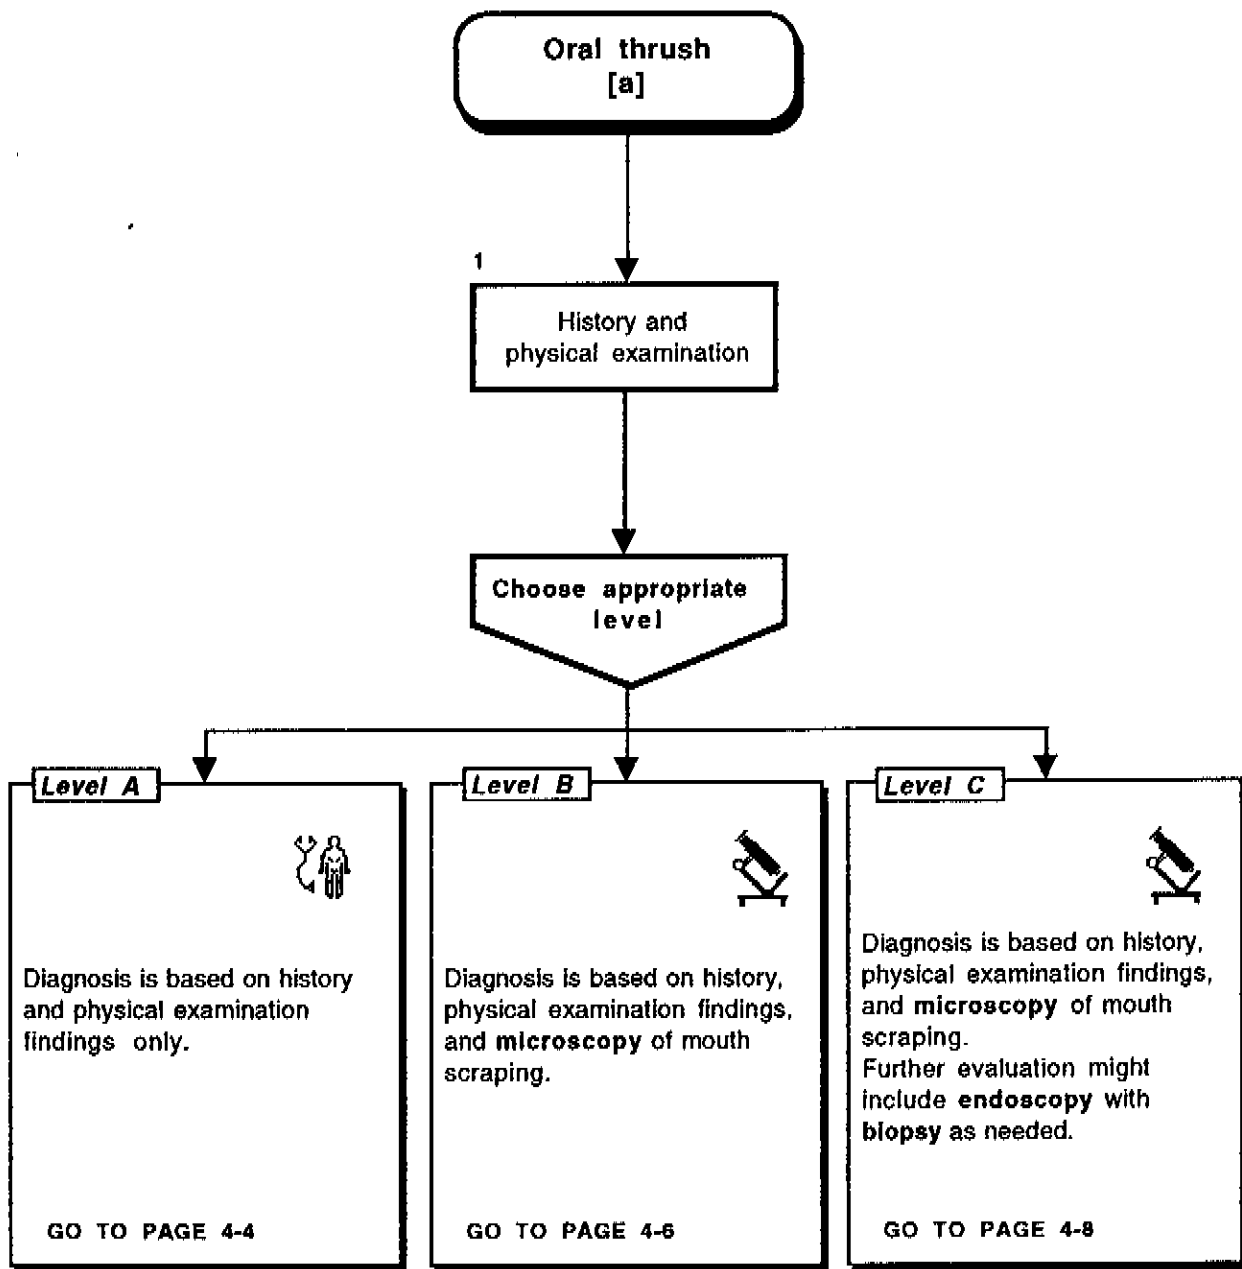 Oral thrush
[a]
1
History and
physical examination
Choose appropriate
level
Level A
Diagnosis is based on history
and physical examination
findings only.
GO TO PAGE 4-4
Level B
Diagnosis is based on history,
physical examination findings,
and microscopy of mouth
scraping.
GO TO PAGE 4-6
Level C
Diagnosis is based on history,
physical examination findings,
and microscopy of mouth
scraping.
Further evaluation might
include endoscopy with
biopsy as needed.
GO TO PAGE 4-8